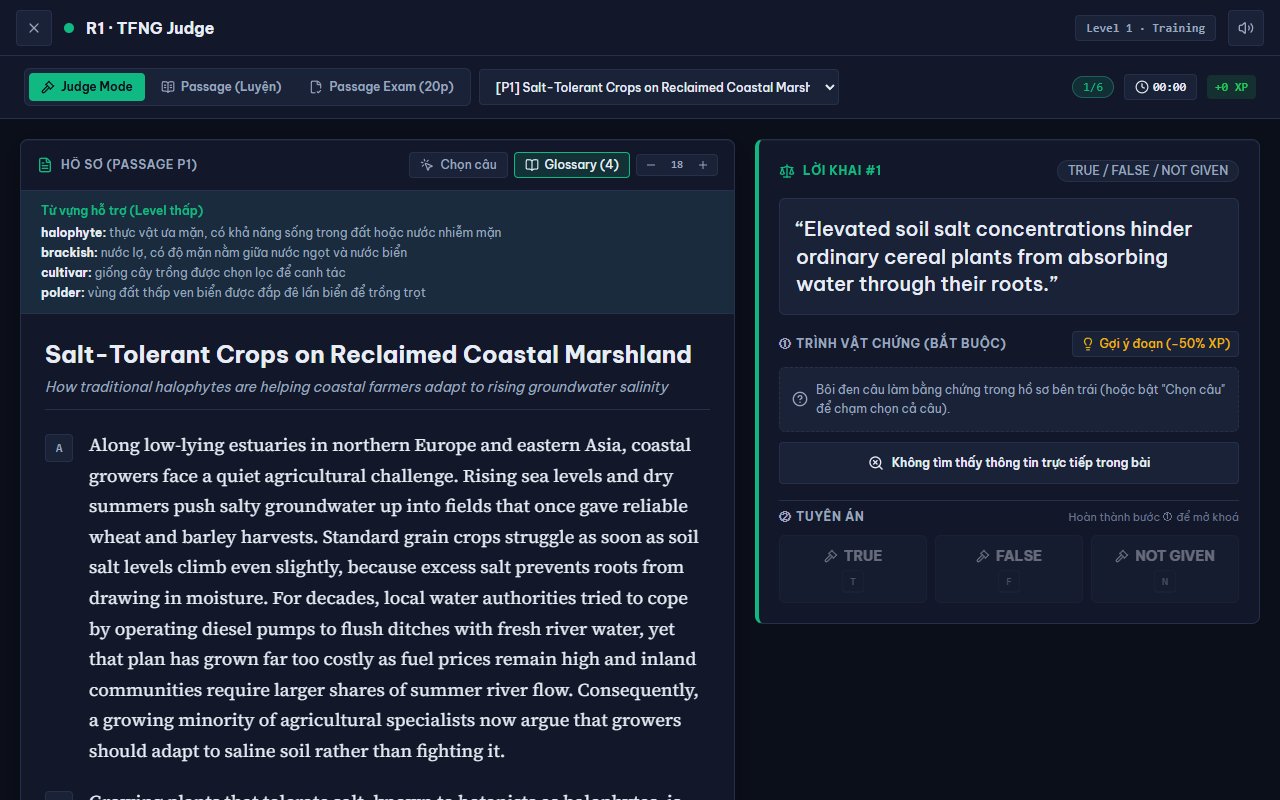 R1 · TFNG Judge
Level 1 · Training
Judge Mode
Passage (Luyện)
Passage Exam (20p)
[P1] Salt-Tolerant Crops on Reclaimed Coastal Marsh
1/6
00:00
+0 XP
HỒ SƠ (PASSAGE P1)
Chọn câu
Glossary (4)
18
Từ vựng hỗ trợ (Level thấp)
halophyte: thực vật ưa mặn, có khả năng sống trong đất hoặc nước nhiễm mặn
brackish: nước lợ, có độ mặn nằm giữa nước ngọt và nước biển
cultivar: giống cây trồng được chọn lọc để canh tác
polder: vùng đất thấp ven biển được đắp đê lấn biển để trồng trọt
Salt-Tolerant Crops on Reclaimed Coastal Marshland
How traditional halophytes are helping coastal farmers adapt to rising groundwater salinity
A
Along low-lying estuaries in northern Europe and eastern Asia, coastal
growers face a quiet agricultural challenge. Rising sea levels and dry
summers push salty groundwater up into fields that once gave reliable
wheat and barley harvests. Standard grain crops struggle as soon as soil
salt levels climb even slightly, because excess salt prevents roots from
drawing in moisture. For decades, local water authorities tried to cope
by operating diesel pumps to flush ditches with fresh river water, yet
that plan has grown far too costly as fuel prices remain high and inland
communities require larger shares of summer river flow. Consequently,
a growing minority of agricultural specialists now argue that growers
should adapt to saline soil rather than fighting it.
Growing plants that tolerate salt, known to botanists as halophytes, is
LỜI KHAI #1
TRUE / FALSE / NOT GIVEN
“Elevated soil salt concentrations hinder
ordinary cereal plants from absorbing
water through their roots.”
① TRÌNH VẬT CHỨNG (BẮT BUỘC)
Gợi ý đoạn (−50% XP)
Bôi đen câu làm bằng chứng trong hồ sơ bên trái (hoặc bật "Chọn câu"
để chạm chọn cả câu).
Không tìm thấy thông tin trực tiếp trong bài
② TUYÊN ÁN
Hoàn thành bước ① để mở khoá
TRUE
T
FALSE
F
NOT GIVEN
N